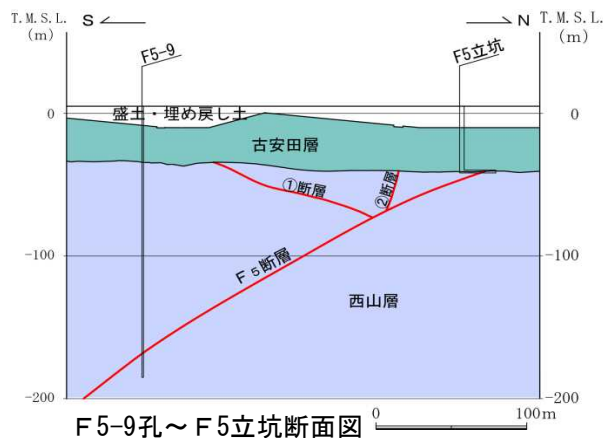 T.M.S.L.
(m)
S
N
T.M.S.L.
(m)
F5-9
F5立坑
0
盛土・埋め戻し土
0
古安田層
①断層
②断層
-100
F5断層
-100
西山層
-200
-200
F5-9孔～F5立坑断面図
0
100m